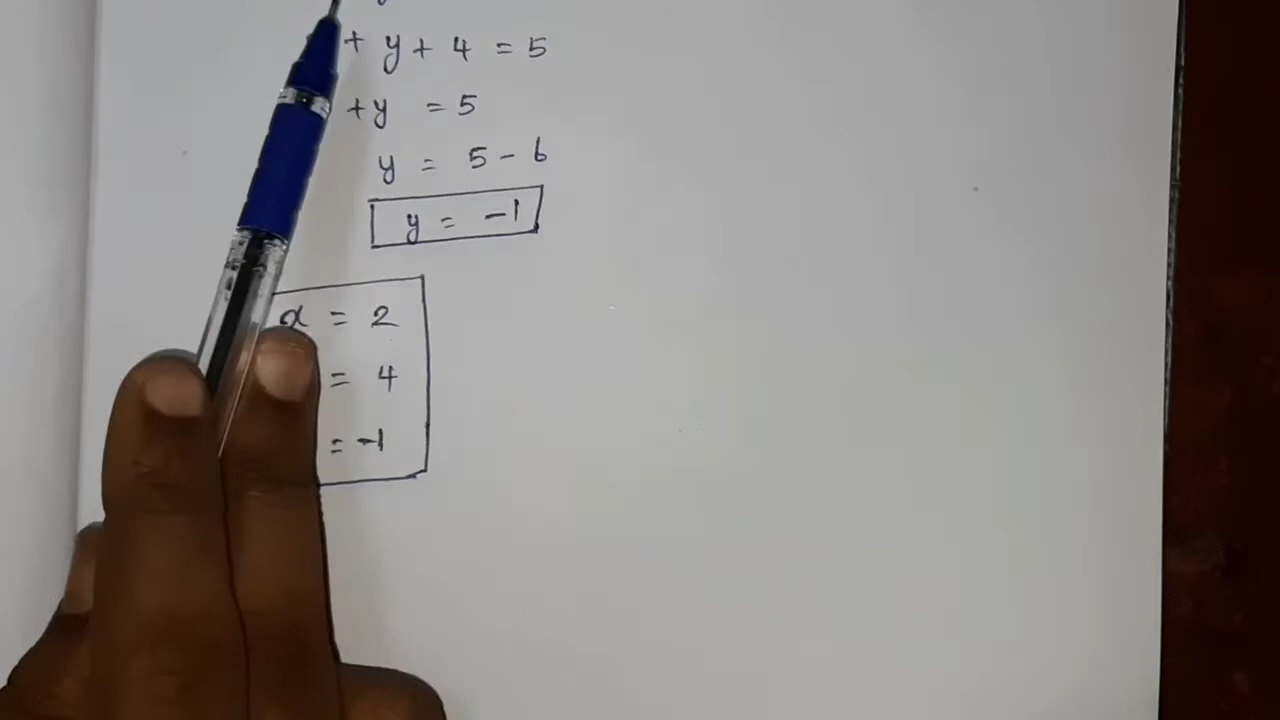 + y + 4 = 5
+y = 5
y = 5 - 6
y = -1
x = 2
= 4
= -1